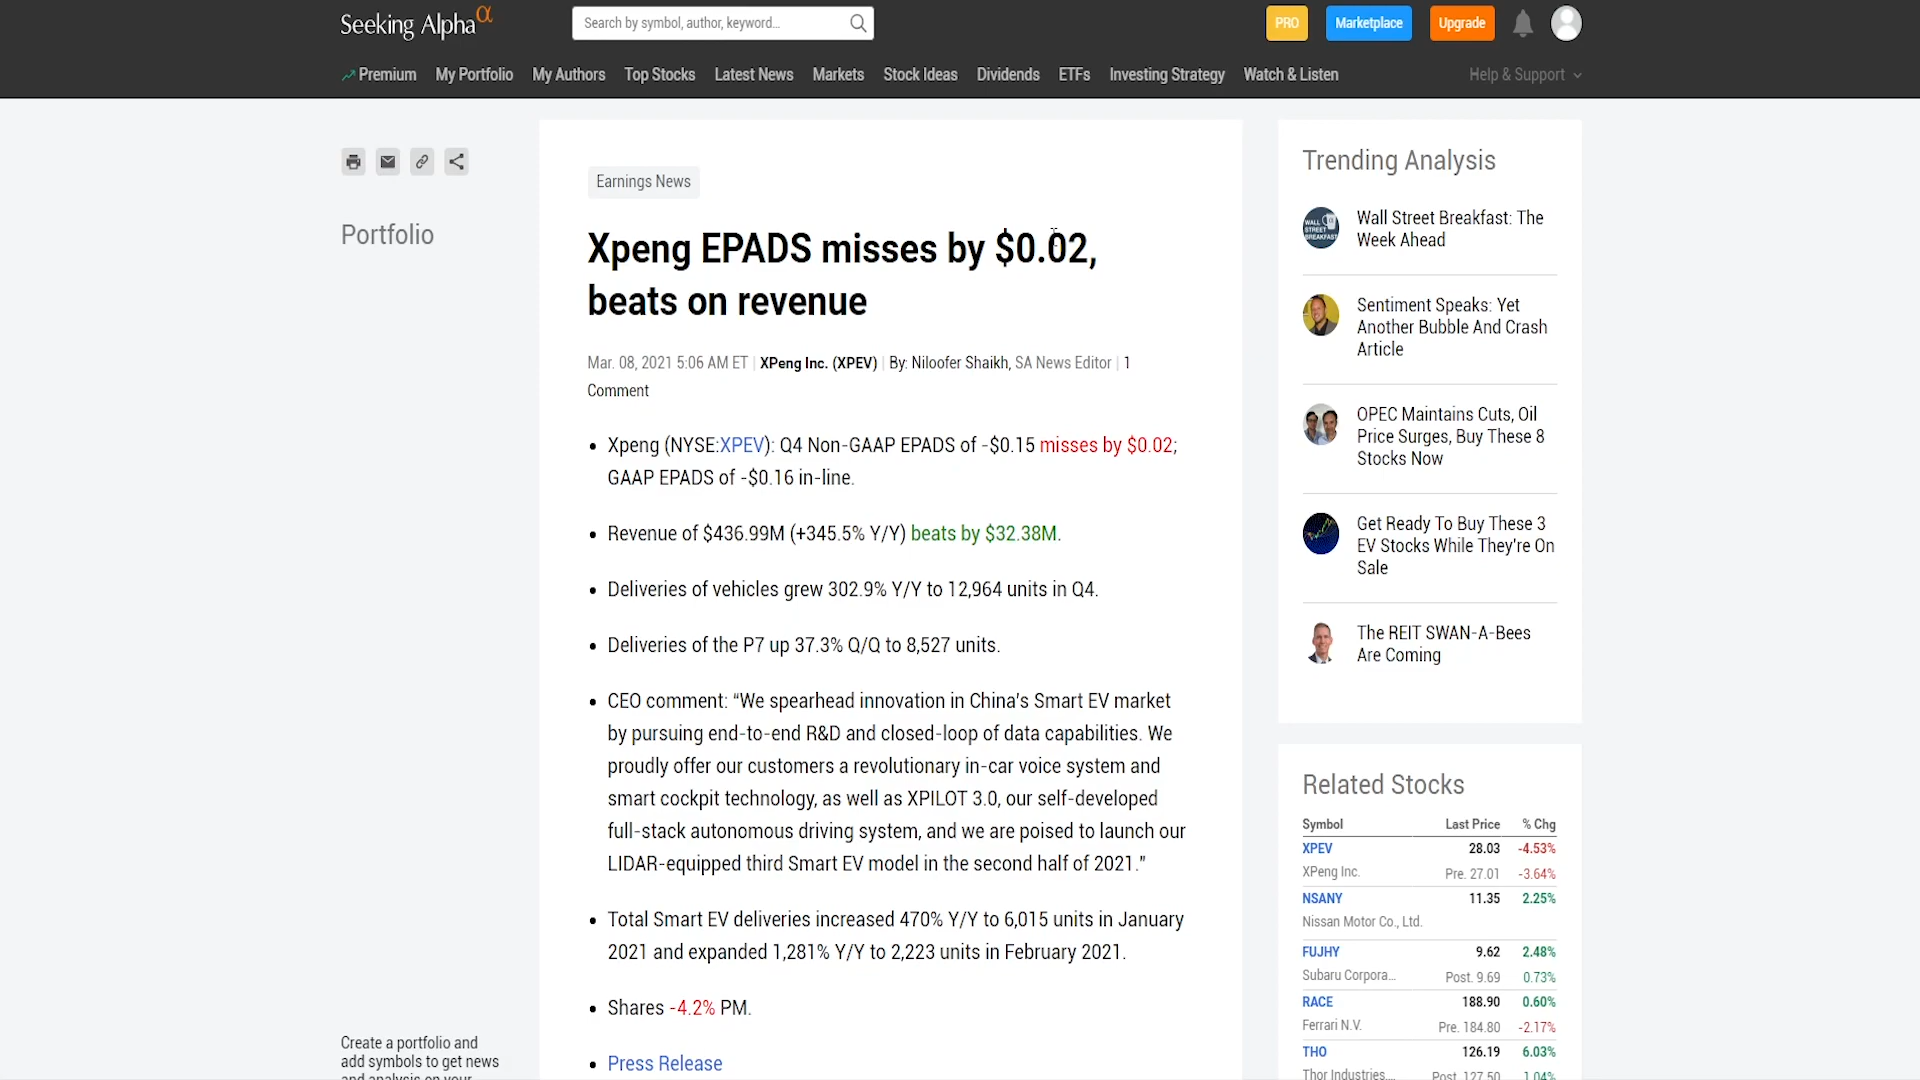 Seeking Alpha α
Search by symbol, author, keyword...
PRO
Marketplace
Upgrade
Premium
My Portfolio
My Authors
Top Stocks
Latest News
Markets
Stock Ideas
Dividends
ETFs
Investing Strategy
Watch & Listen
Help & Support
Portfolio
Create a portfolio and
add symbols to get news
and analysis on your
Earnings News
Xpeng EPADS misses by $0.02,
beats on revenue
Mar. 08, 2021 5:06 AM ET | XPeng Inc. (XPEV) | By: Niloofer Shaikh, SA News Editor | 1
Comment
• Xpeng (NYSE:XPEV): Q4 Non-GAAP EPADS of -$0.15 misses by $0.02;
GAAP EPADS of -$0.16 in-line.
• Revenue of $436.99M (+345.5% Y/Y) beats by $32.38M.
• Deliveries of vehicles grew 302.9% Y/Y to 12,964 units in Q4.
• Deliveries of the P7 up 37.3% Q/Q to 8,527 units.
• CEO comment: “We spearhead innovation in China’s Smart EV market
by pursuing end-to-end R&D and closed-loop of data capabilities. We
proudly offer our customers a revolutionary in-car voice system and
smart cockpit technology, as well as XPILOT 3.0, our self-developed
full-stack autonomous driving system, and we are poised to launch our
LIDAR-equipped third Smart EV model in the second half of 2021.”
• Total Smart EV deliveries increased 470% Y/Y to 6,015 units in January
2021 and expanded 1,281% Y/Y to 2,223 units in February 2021.
• Shares -4.2% PM.
• Press Release
Trending Analysis
WALL STREET BREAKFAST
Wall Street Breakfast: The
Week Ahead
Sentiment Speaks: Yet
Another Bubble And Crash
Article
OPEC Maintains Cuts, Oil
Price Surges, Buy These 8
Stocks Now
Get Ready To Buy These 3
EV Stocks While They're On
Sale
The REIT SWAN-A-Bees
Are Coming
Related Stocks
Symbol Last Price % Chg
XPEV 28.03 -4.53%
XPeng Inc. Pre. 27.01 -3.64%
NSANY 11.35 2.25%
Nissan Motor Co., Ltd.
FUJHY 9.62 2.48%
Subaru Corpora... Post. 9.69 0.73%
RACE 188.90 0.60%
Ferrari N.V. Pre. 184.80 -2.17%
THO 126.19 6.03%
Thor Industries,... Post. 127.50 1.04%